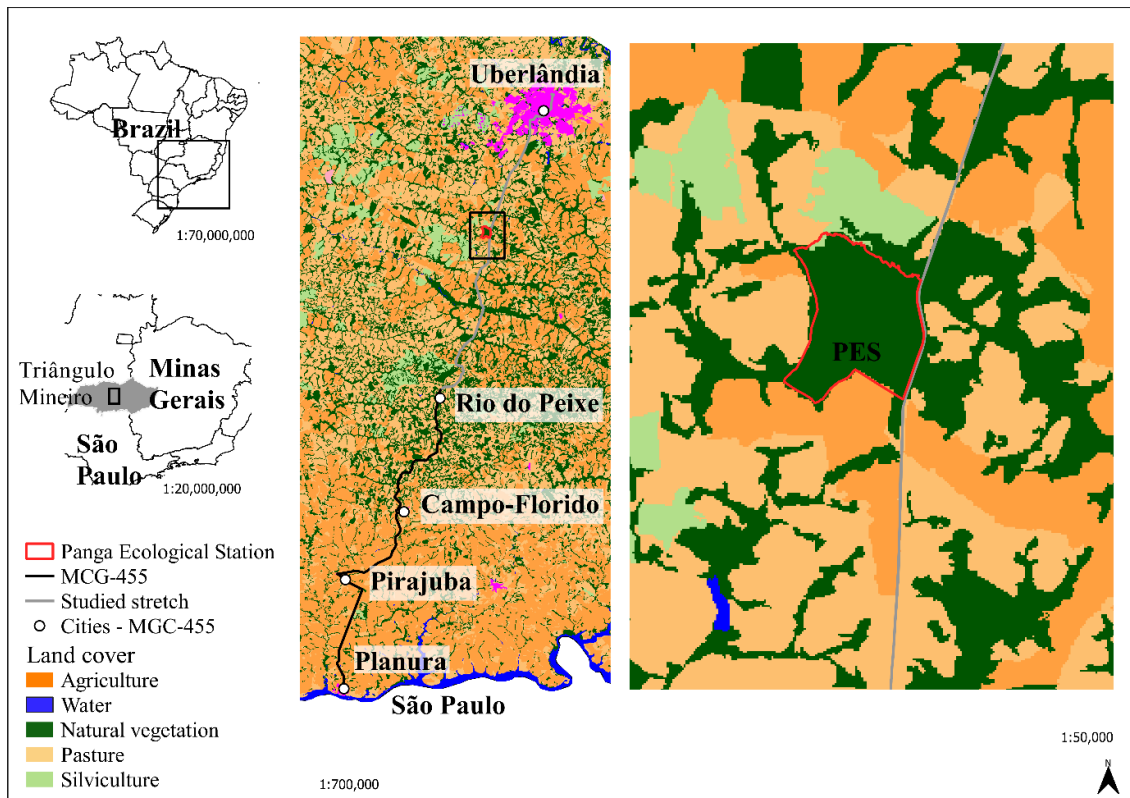 Brazil
1:70,000,000
Triângulo
Mineiro
Minas
Gerais
São
Paulo
1:20,000,000
Panga Ecological Station
MCG-455
Studied stretch
Cities - MGC-455
Land cover
Agriculture
Water
Natural vegetation
Pasture
Silviculture
Uberlândia
Rio do Peixe
Campo-Florido
Pirajuba
Planura
São Paulo
1:700,000
PES
1:50,000
N